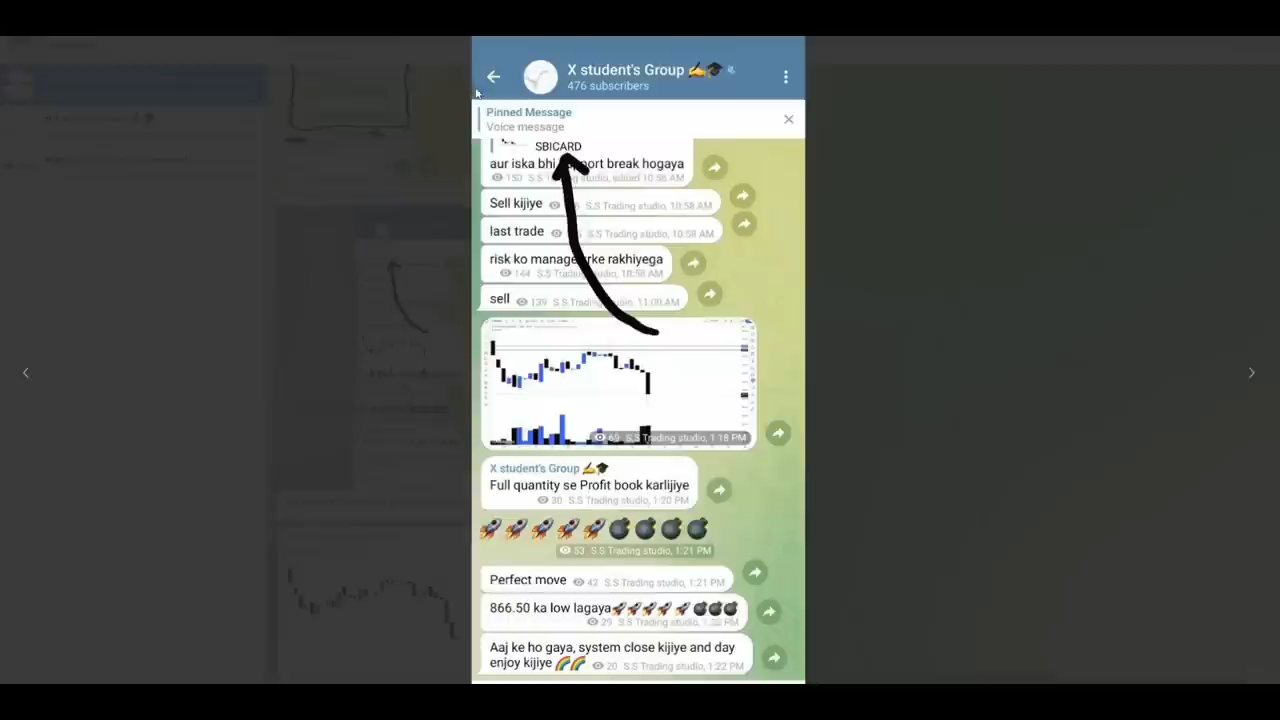 X student's Group ✍️🎓
476 subscribers
Pinned Message
Voice message
SBICARD
aur iska bhi support break hogaya
150 S.S Trading studio, edited 10:56 AM
Sell kijiye S.S Trading studio, 10:58 AM
last trade S.S Trading studio, 10:58 AM
risk ko manage krke rakhiyega
144 S.S Trading studio, 10:58 AM
sell 139 S.S Trading studio, 11:00 AM
69 S.S Trading studio, 1:18 PM
X student's Group ✍️🎓
Full quantity se Profit book karlijiye
30 S.S Trading studio, 1:20 PM
🚀🚀🚀🚀🚀💣💣💣💣
53 S.S Trading studio, 1:21 PM
Perfect move 42 S.S Trading studio, 1:21 PM
866.50 ka low lagaya🚀🚀🚀🚀🚀💣💣💣
29 S.S Trading studio,
Aaj ke ho gaya, system close kijiye and day
enjoy kijiye 🌈🌈 20 S.S Trading studio, 1:22 PM